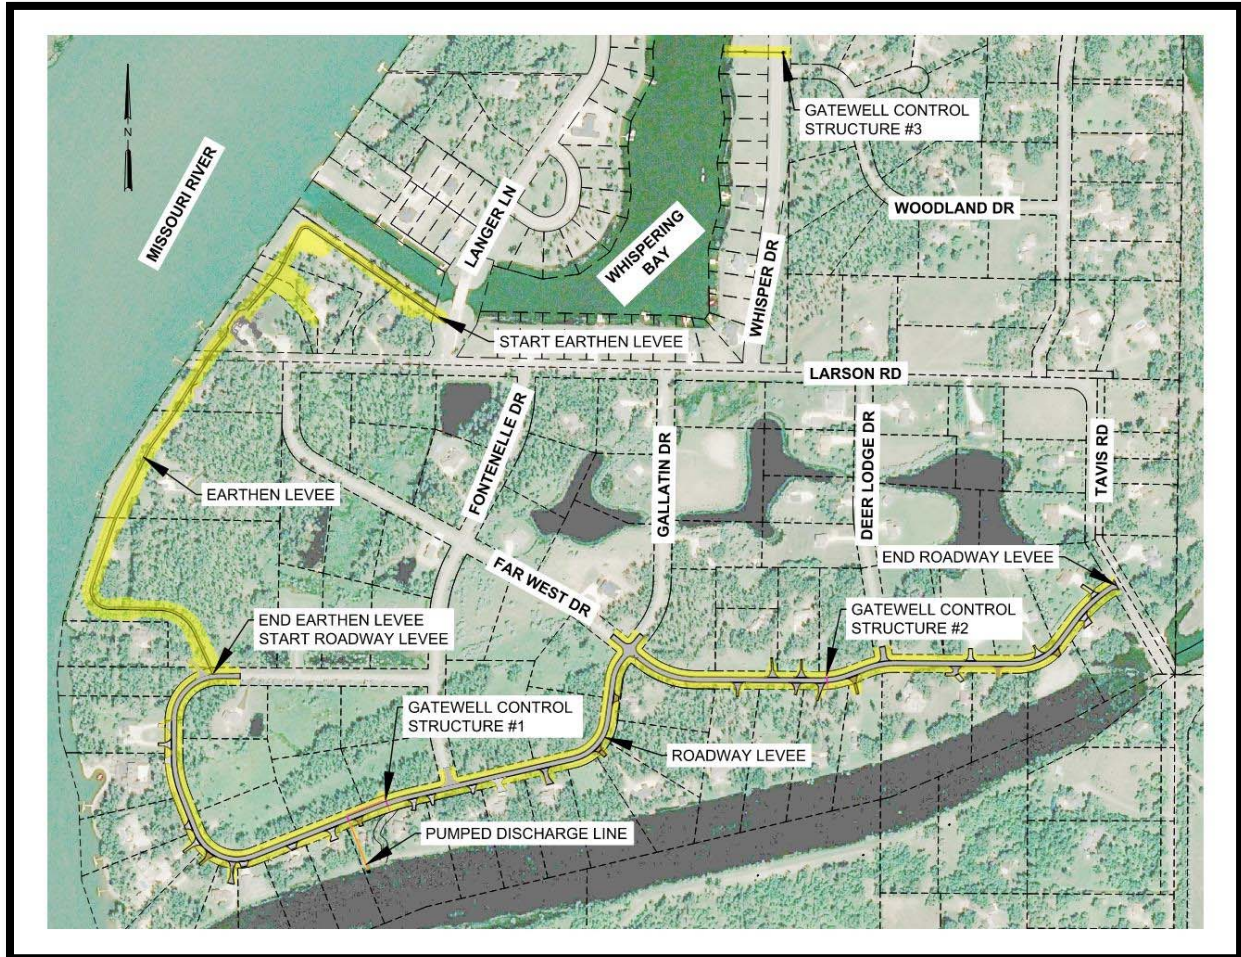 GATEWELL CONTROL
STRUCTURE #3
N
MISSOURI RIVER
LANGER LN
WHISPERING
BAY
WHISPER DR
WOODLAND DR
START EARTHEN LEVEE
LARSON RD
FONTENELLE DR
GALLATIN DR
DEER LODGE DR
TAVIS RD
EARTHEN LEVEE
FAR WEST DR
END ROADWAY LEVEE
END EARTHEN LEVEE
START ROADWAY LEVEE
GATEWELL CONTROL
STRUCTURE #2
GATEWELL CONTROL
STRUCTURE #1
ROADWAY LEVEE
PUMPED DISCHARGE LINE